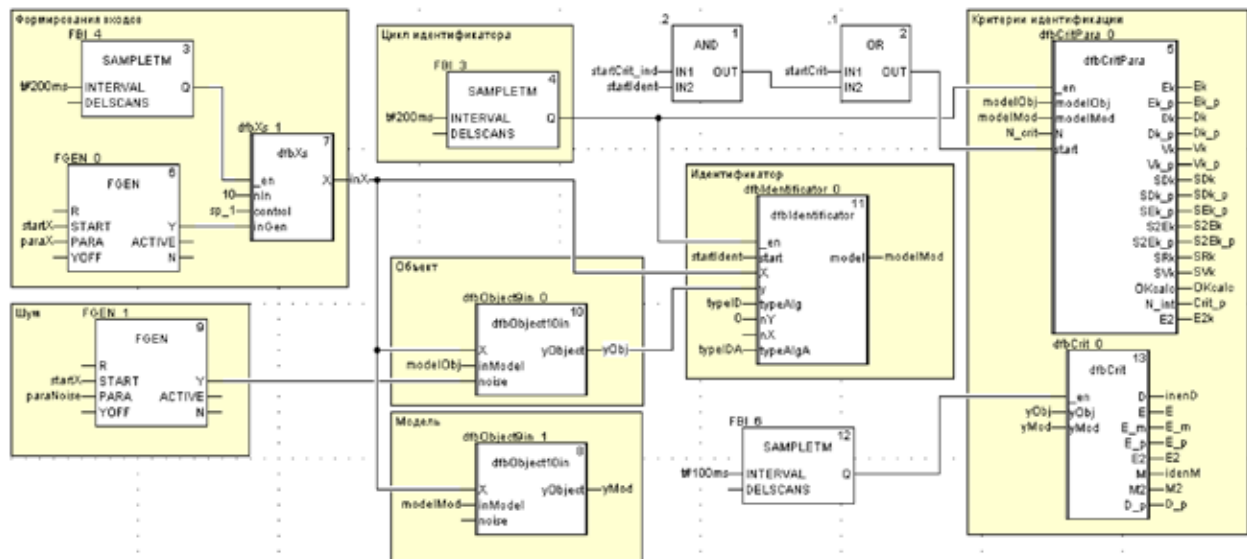 Формирования входов
FBI_4
3
SAMPLETM
t#200ms
INTERVAL
Q
DELSCANS
dfbXs_1
7
dfbXs
X
inX
_en
10
nIn
sp_1
control
inGen
FGEN_0
6
FGEN
R
startX
START
Y
paraX
PARA
ACTIVE
YOFF
N
Шум
FGEN_1
9
FGEN
R
startX
START
Y
paraNoise
PARA
ACTIVE
YOFF
N
Цикл идентификатора
FBI_3
4
SAMPLETM
t#200ms
INTERVAL
Q
DELSCANS
.2
1
AND
startCrit_ind
IN1
OUT
startIdent
IN2
.1
2
OR
startCrit
IN1
OUT
IN2
Объект
dfbObject9in_0
10
dfbObject10in
X
yObject
yObj
modelObj
inModel
noise
Модель
dfbObject9in_1
8
dfbObject10in
X
yObject
yMod
modelMod
inModel
noise
Идентификатор
dfbIdentificator_0
11
dfbIdentificator
_en
startIdent
start
model
modelMod
X
y
typeID
typeAlg
0
nY
nX
typeIDA
typeAlgA
FBI_6
12
SAMPLETM
t#100ms
INTERVAL
Q
DELSCANS
Критерии идентификации
dfbCritPara_0
5
dfbCritPara
_en
modelObj
modelObj
modelMod
modelMod
N_crit
N
start
Ek
Ek
Ek_p
Ek_p
Dk
Dk
Dk_p
Dk_p
Vk
Vk
Vk_p
Vk_p
SDk
SDk
SDk_p
SDk_p
SEk_p
SEk_p
S2Ek
S2Ek
S2Ek_p
S2Ek_p
SRk
SRk
SVk
SVk
OKcalc
OKcalc
N_int
Crit_p
E2
E2k
dfbCrit_0
13
dfbCrit
_en
yObj
yObj
yMod
yMod
D
inenD
E
E
E_m
E_m
E_p
E_p
E2
E2
M
idenM
M2
M2
D_p
D_p